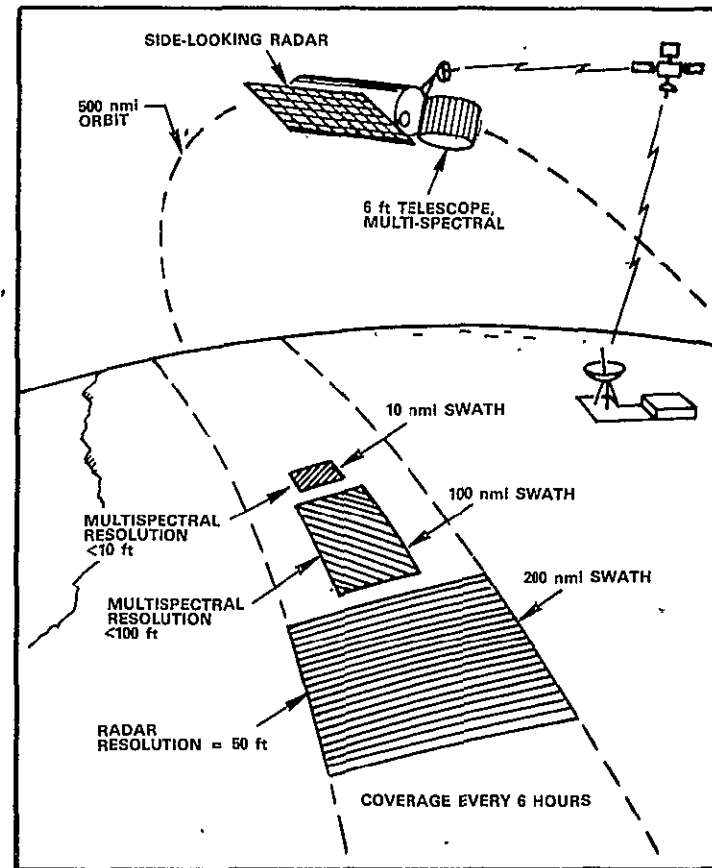 SIDE-LOOKING RADAR
500 nmi
ORBIT
6 ft TELESCOPE,
MULTI-SPECTRAL
10 nmi SWATH
MULTISPECTRAL
RESOLUTION
<10 ft
100 nmi SWATH
MULTISPECTRAL
RESOLUTION
<100 ft
200 nmi SWATH
RADAR
RESOLUTION = 50 ft
COVERAGE EVERY 6 HOURS